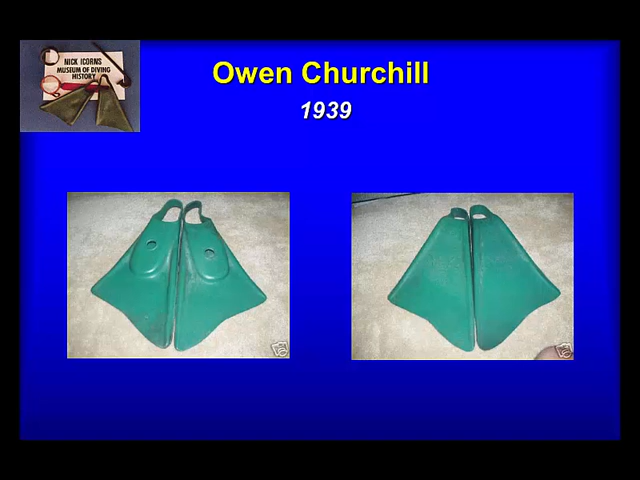 NICK ICORNS
MUSEUM OF DIVING
HISTORY
Owen Churchill
1939